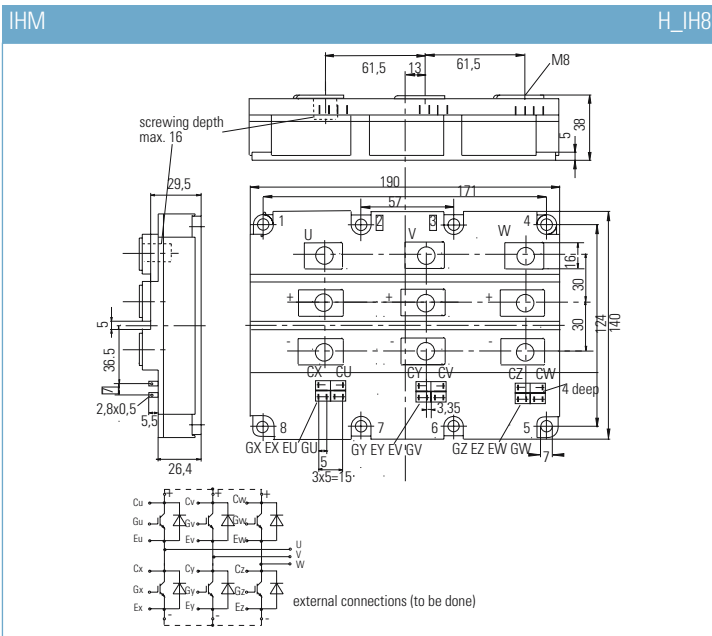 IHM H_IH8
61,5 13 61,5 M8
screwing depth
max. 16
5 38
29,5
190
171
57
1 2 3 4
U V W
16
+ + +
30
5
30
124
140
36.5
- - -
CX CU CY CV CZ CW
4 deep
7
2,8x0,5
3,35
5,5
8 7 6 5
GX EX EU GU GY EY EV GV GZ EZ EW GW
5 7
3x5=15
26,4
+ + +
Cu Cv Cw
Gu Gv Gw
Eu Ev Ew
U
V
W
Cx Cy Cz
Gx Gy Gz
Ex Ey Ez
- - -
external connections (to be done)